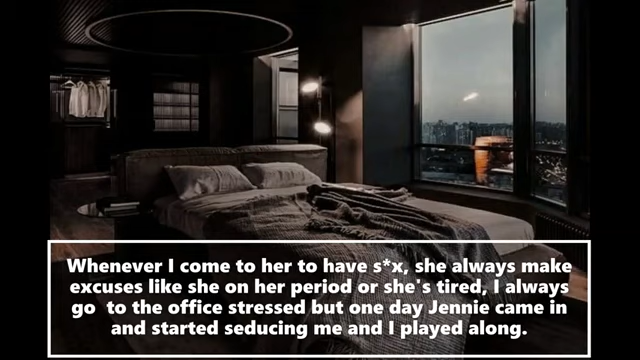 Whenever I come to her to have s*x, she always make
excuses like she on her period or she's tired, I always
go to the office stressed but one day Jennie came in
and started seducing me and I played along.